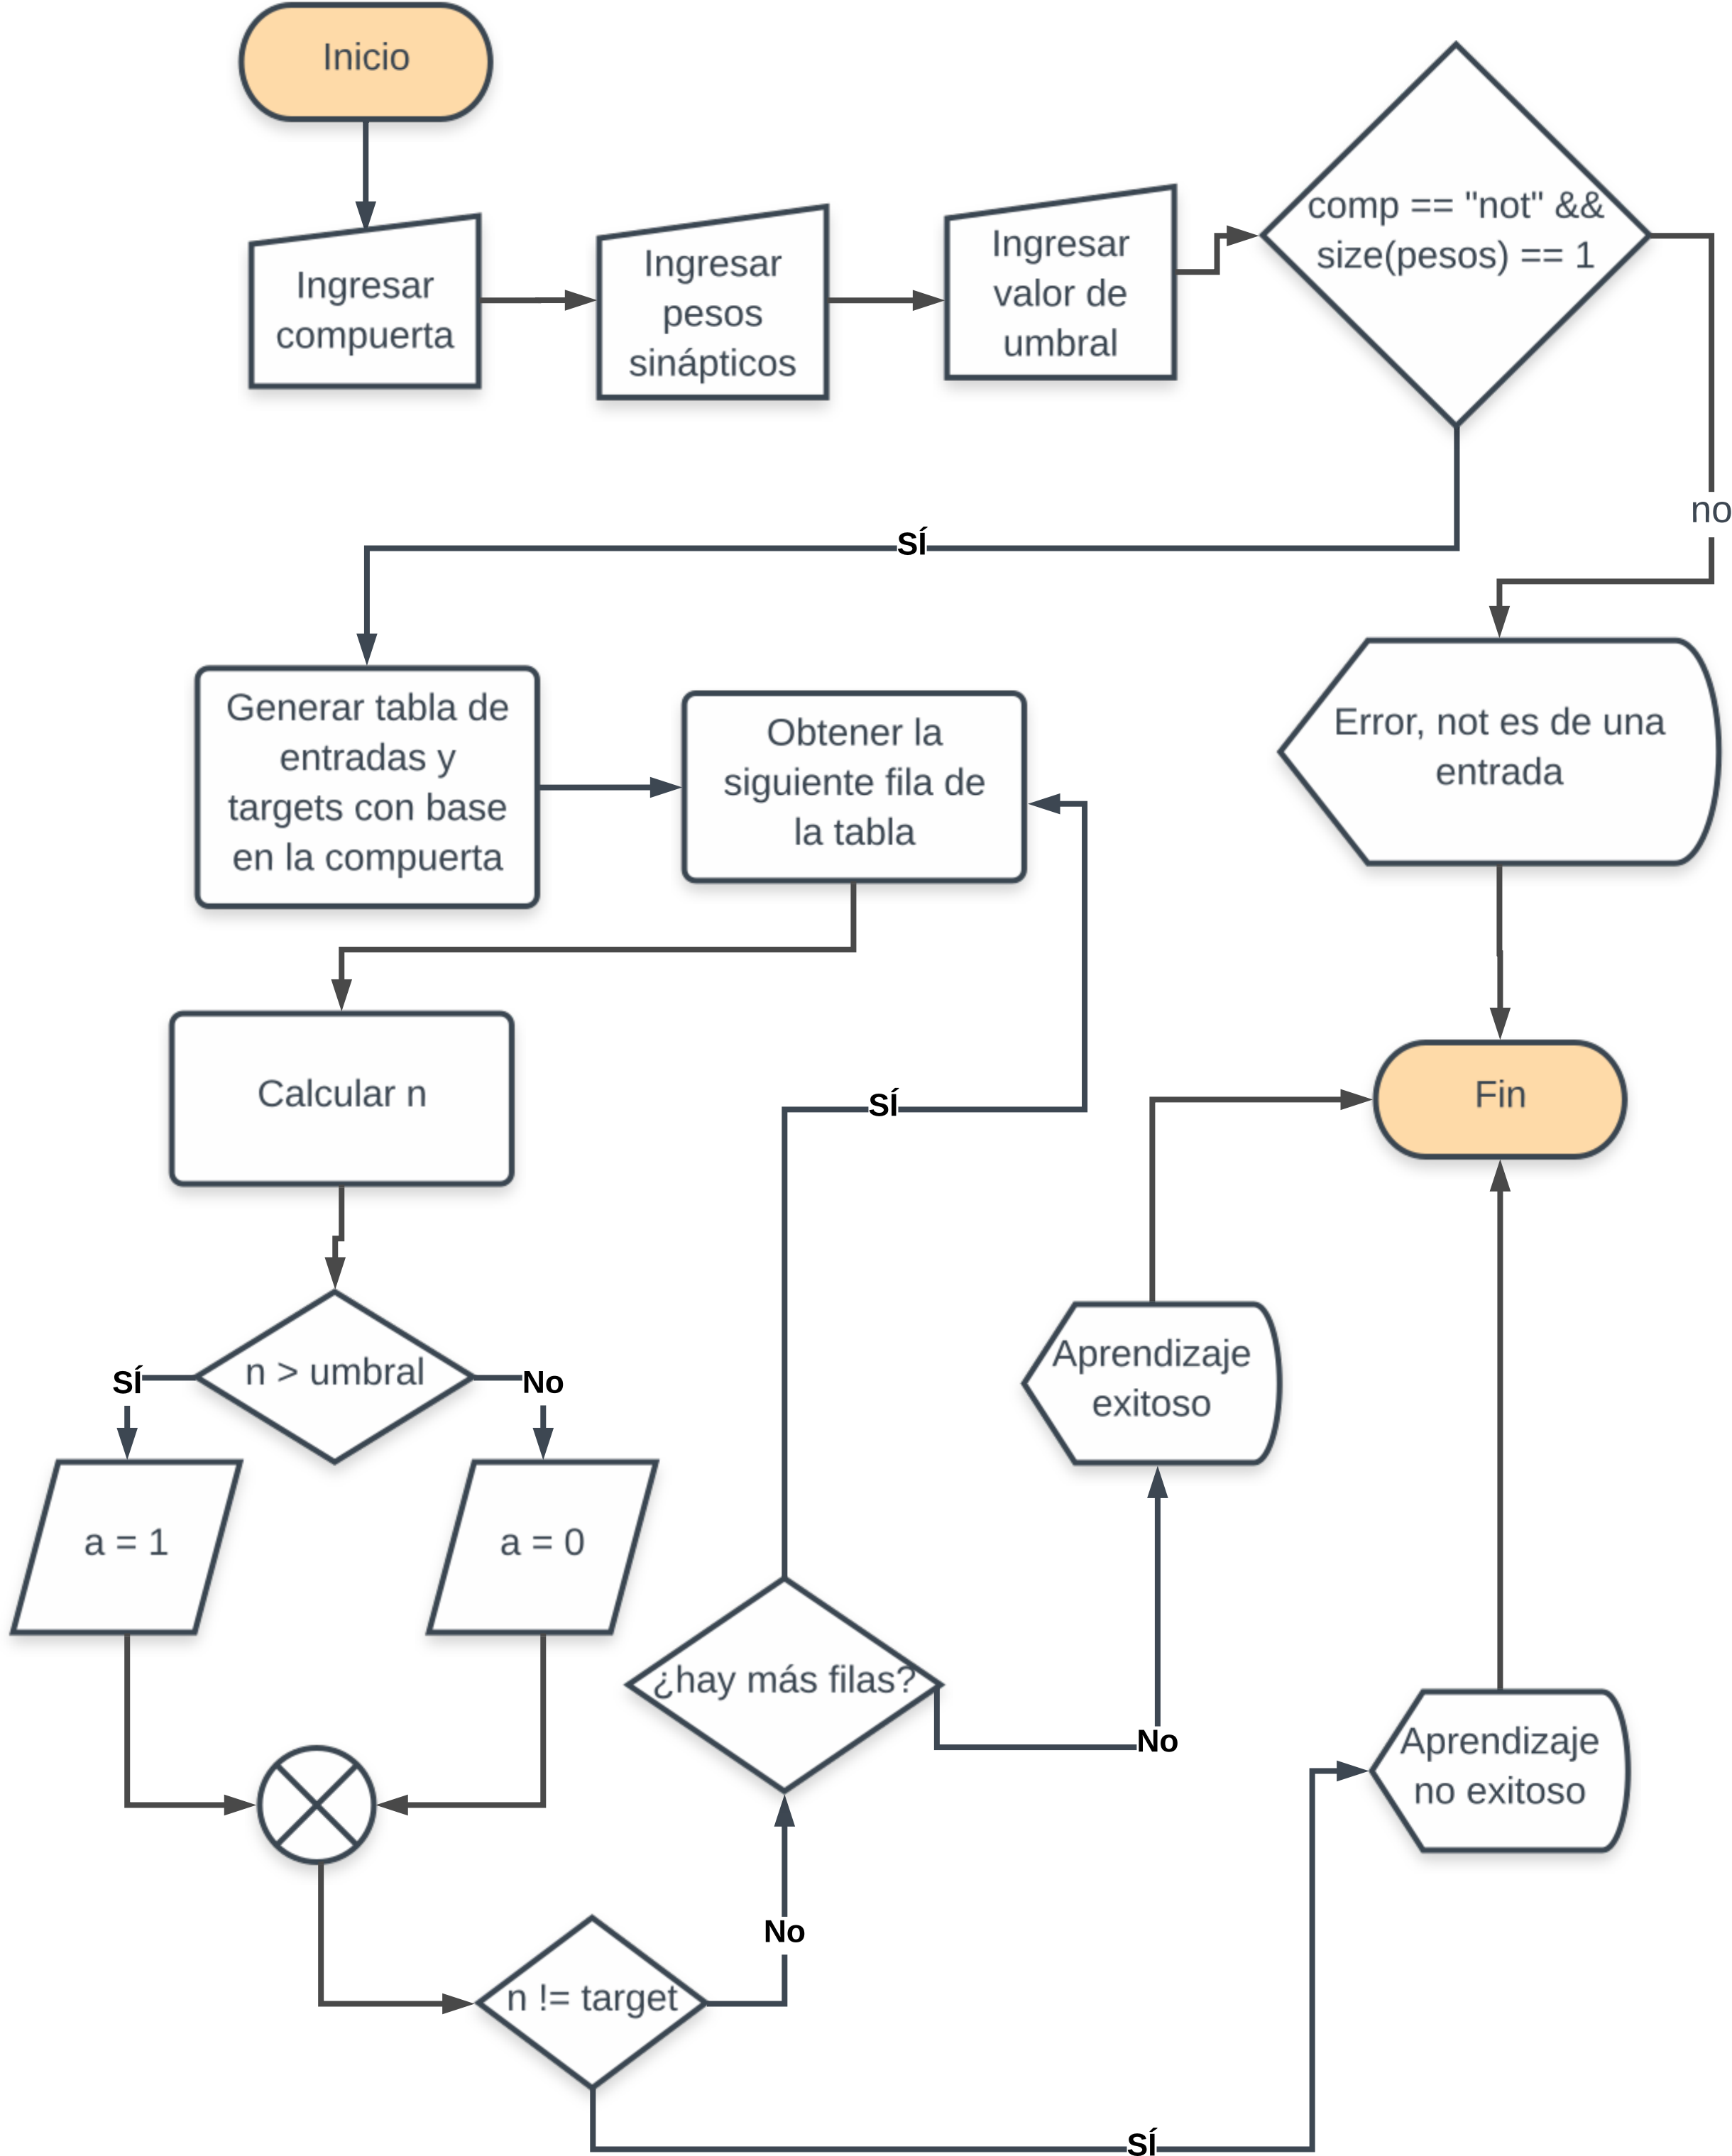 Inicio
Ingresar
compuerta
Ingresar
pesos
sinápticos
Ingresar
valor de
umbral
comp == "not" &&
size(pesos) == 1
no
SÍ
Generar tabla de
entradas y
targets con base
en la compuerta
Obtener la
siguiente fila de
la tabla
Error, not es de una
entrada
Calcular n
SÍ
Fin
n > umbral
SÍ
No
Aprendizaje
exitoso
a = 1
a = 0
¿hay más filas?
No
Aprendizaje
no exitoso
No
n != target
SÍ